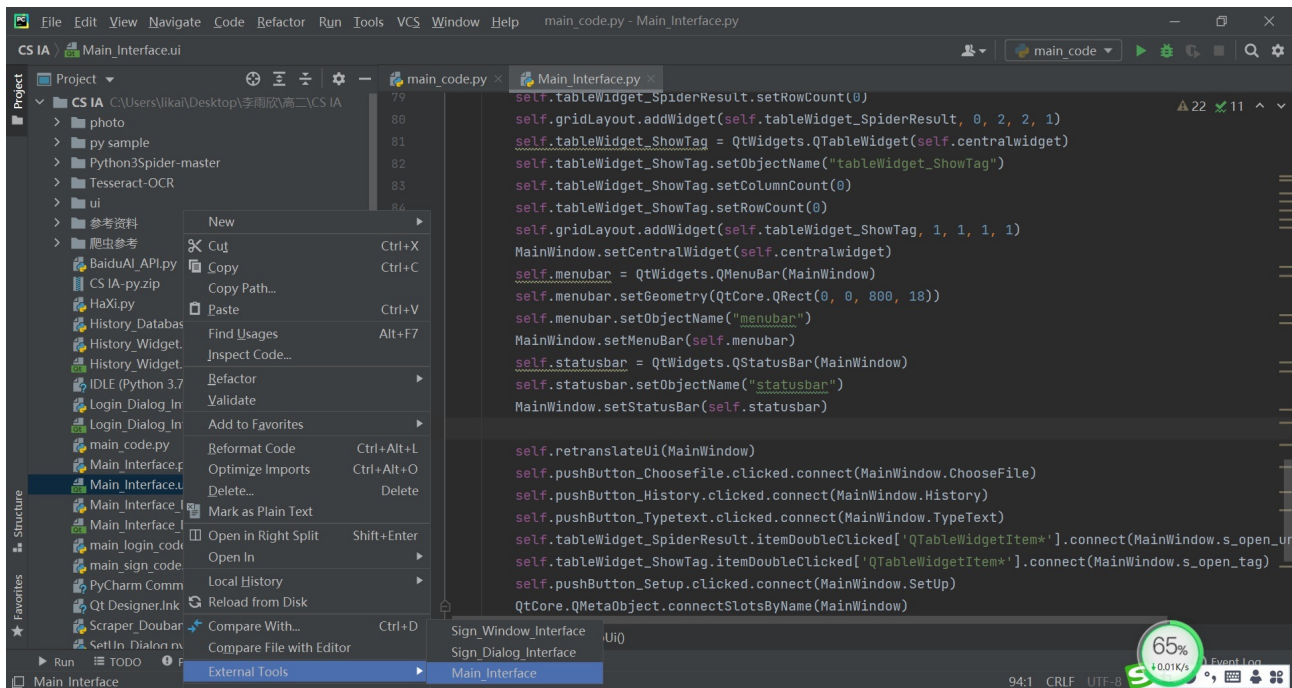 File Edit View Navigate Code Refactor Run Tools VCS Window Help main_code.py - Main_Interface.py
CS IA Main_Interface.ui
main_code
Project
Project
main_code.py
Main_Interface.py
CS IA C:\Users\likai\Desktop\李雨欣\高二\CS IA
photo
py sample
Python3Spider-master
Tesseract-OCR
ui
参考资料
爬虫参考
BaiduAI_API.py
CS IA-py.zip
HaXi.py
History_Databas
History_Widget.
History_Widget.
IDLE (Python 3.7
Login_Dialog_In
Login_Dialog_In
main_code.py
Main_Interface.p
Main_Interface.u
Main_Interface_
Main_Interface_
main_login_code
main_sign_code.
PyCharm Comm
Qt Designer.lnk
Scraper_Douban
SetUp_Dialog.py
Structure
Favorites
New
Cut Ctrl+X
Copy Ctrl+C
Copy Path...
Paste Ctrl+V
Find Usages Alt+F7
Inspect Code...
Refactor
Validate
Add to Favorites
Reformat Code Ctrl+Alt+L
Optimize Imports Ctrl+Alt+O
Delete... Delete
Mark as Plain Text
Open in Right Split Shift+Enter
Open In
Local History
Reload from Disk
Compare With... Ctrl+D
Compare File with Editor
External Tools
Sign_Window_Interface
Sign_Dialog_Interface
Main_Interface
22 11
79 self.tableWidget_SpiderResult.setRowCount(0)
80 self.gridLayout.addWidget(self.tableWidget_SpiderResult, 0, 2, 2, 1)
81 self.tableWidget_ShowTag = QtWidgets.QTableWidget(self.centralwidget)
82 self.tableWidget_ShowTag.setObjectName("tableWidget_ShowTag")
83 self.tableWidget_ShowTag.setColumnCount(0)
84 self.tableWidget_ShowTag.setRowCount(0)
self.gridLayout.addWidget(self.tableWidget_ShowTag, 1, 1, 1, 1)
MainWindow.setCentralWidget(self.centralwidget)
self.menubar = QtWidgets.QMenuBar(MainWindow)
self.menubar.setGeometry(QtCore.QRect(0, 0, 800, 18))
self.menubar.setObjectName("menubar")
MainWindow.setMenuBar(self.menubar)
self.statusbar = QtWidgets.QStatusBar(MainWindow)
self.statusbar.setObjectName("statusbar")
MainWindow.setStatusBar(self.statusbar)
self.retranslateUi(MainWindow)
self.pushButton_Choosefile.clicked.connect(MainWindow.ChooseFile)
self.pushButton_History.clicked.connect(MainWindow.History)
self.pushButton_Typetext.clicked.connect(MainWindow.TypeText)
self.tableWidget_SpiderResult.itemDoubleClicked['QTableWidgetItem*'].connect(MainWindow.s_open_ur
self.tableWidget_ShowTag.itemDoubleClicked['QTableWidgetItem*'].connect(MainWindow.s_open_tag)
self.pushButton_Setup.clicked.connect(MainWindow.SetUp)
QtCore.QMetaObject.connectSlotsByName(MainWindow)
Ui()
65%
0.01K/s
Run TODO
Event Log
Main_Interface
94:1 CRLF UTF-8